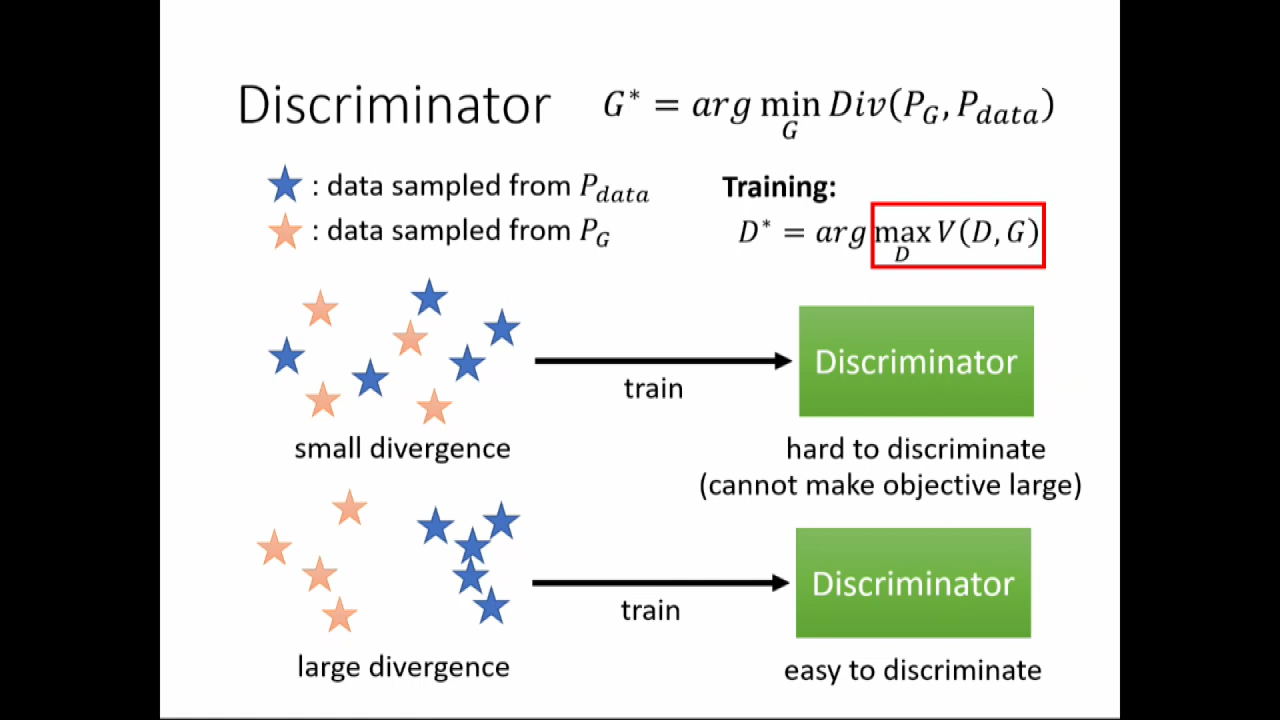 Discriminator
G* = arg min_G Div(P_G, P_data)
: data sampled from P_data
: data sampled from P_G
Training:
D* = arg max_D V(D, G)
train
Discriminator
small divergence
hard to discriminate
(cannot make objective large)
train
Discriminator
large divergence
easy to discriminate